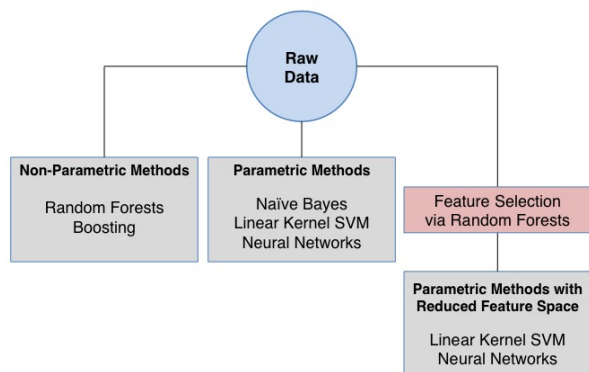 Raw
Data
Non-Parametric Methods
Random Forests
Boosting
Parametric Methods
Naïve Bayes
Linear Kernel SVM
Neural Networks
Feature Selection
via Random Forests
Parametric Methods with
Reduced Feature Space
Linear Kernel SVM
Neural Networks